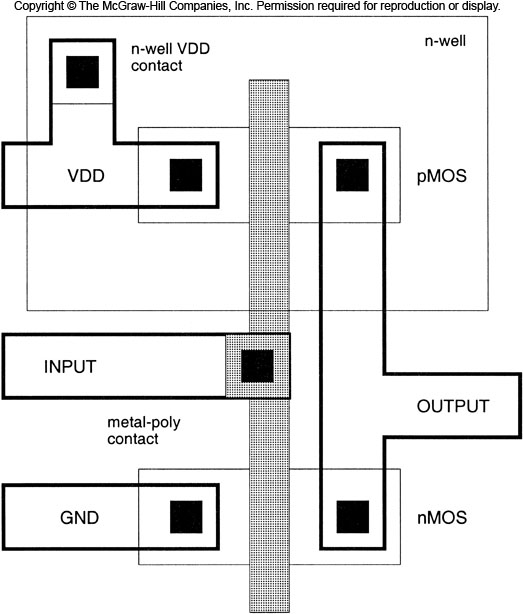 Copyright © The McGraw-Hill Companies, Inc. Permission required for reproduction or display.
n-well VDD
contact
n-well
VDD
pMOS
INPUT
OUTPUT
metal-poly
contact
GND
nMOS